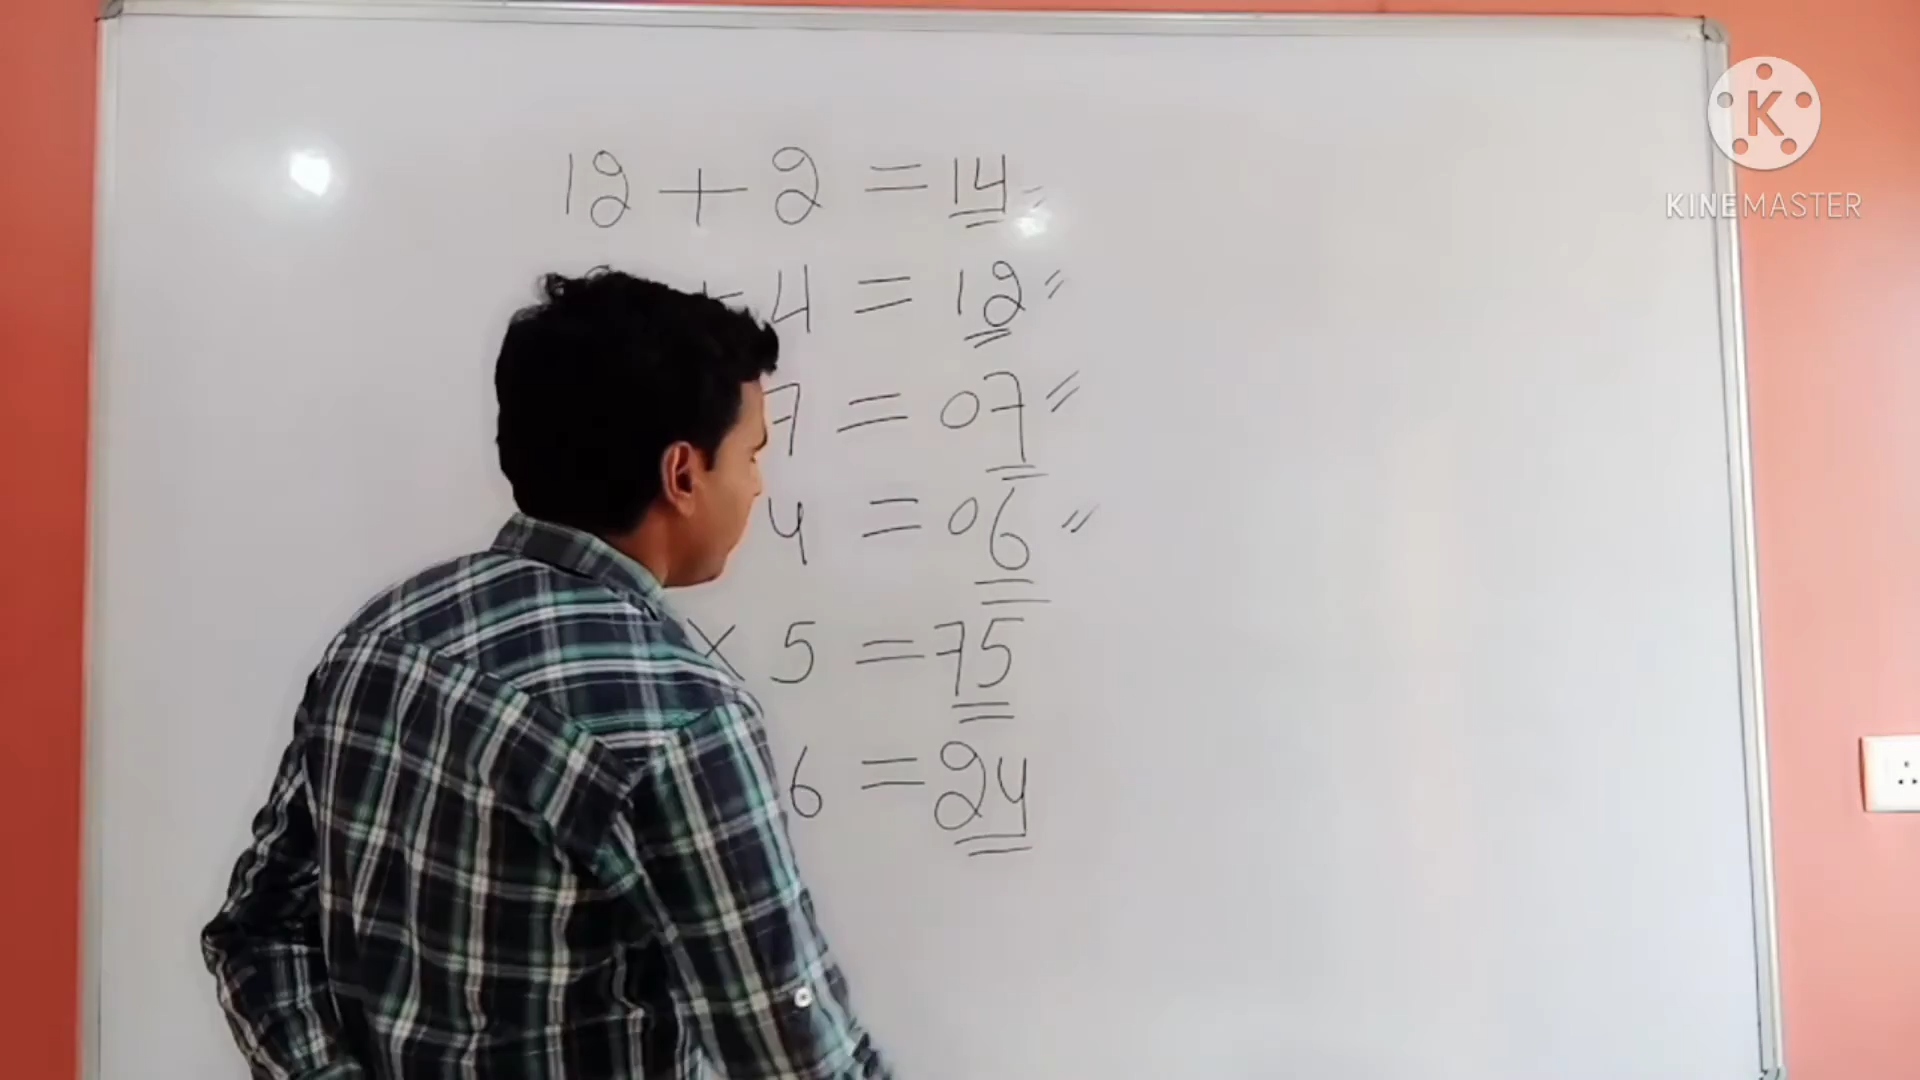 12 + 2 = 14
+ 4 = 12
7 = 07
4 = 06
× 5 = 75
6 = 24
K
KINEMASTER